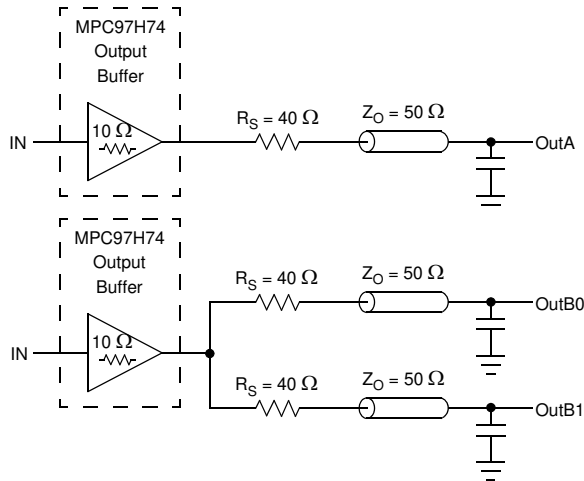 MPC97H74
Output
Buffer
IN
10 Ω
R_S = 40 Ω
Z_O = 50 Ω
OutA
MPC97H74
Output
Buffer
IN
10 Ω
R_S = 40 Ω
Z_O = 50 Ω
OutB0
R_S = 40 Ω
Z_O = 50 Ω
OutB1